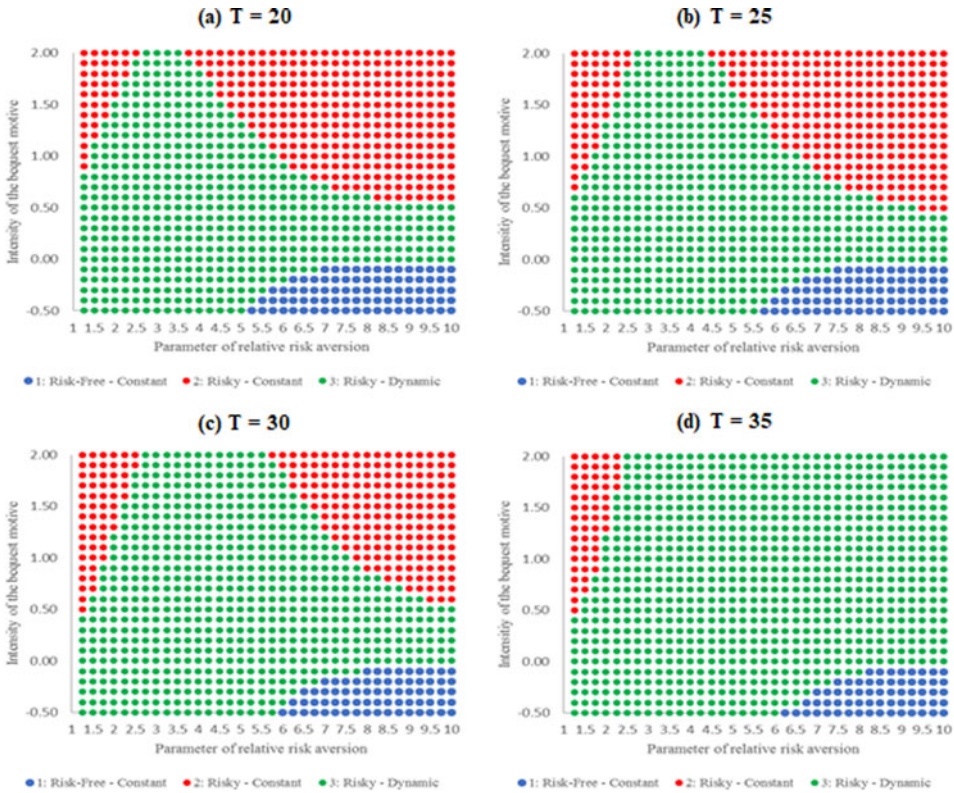 (a) T = 20
(b) T = 25
Intensity of the bequest motive
2.00
1.50
1.00
0.50
0.00
-0.50
1 1.5 2 2.5 3 3.5 4 4.5 5 5.5 6 6.5 7 7.5 8 8.5 9 9.5 10
Parameter of relative risk aversion
1: Risk-Free - Constant 2: Risky - Constant 3: Risky - Dynamic
Intensity of the bequest motive
2.00
1.50
1.00
0.50
0.00
-0.50
1 1.5 2 2.5 3 3.5 4 4.5 5 5.5 6 6.5 7 7.5 8 8.5 9 9.5 10
Parameter of relative risk aversion
1: Risk-Free - Constant 2: Risky - Constant 3: Risky - Dynamic
(c) T = 30
(d) T = 35
Intensity of the bequest motive
2.00
1.50
1.00
0.50
0.00
-0.50
1 1.5 2 2.5 3 3.5 4 4.5 5 5.5 6 6.5 7 7.5 8 8.5 9 9.5 10
Parameter of relative risk aversion
1: Risk-Free - Constant 2: Risky - Constant 3: Risky - Dynamic
Intensity of the bequest motive
2.00
1.50
1.00
0.50
0.00
-0.50
1 1.5 2 2.5 3 3.5 4 4.5 5 5.5 6 6.5 7 7.5 8 8.5 9 9.5 10
Parameter of relative risk aversion
1: Risk-Free - Constant 2: Risky - Constant 3: Risky - Dynamic